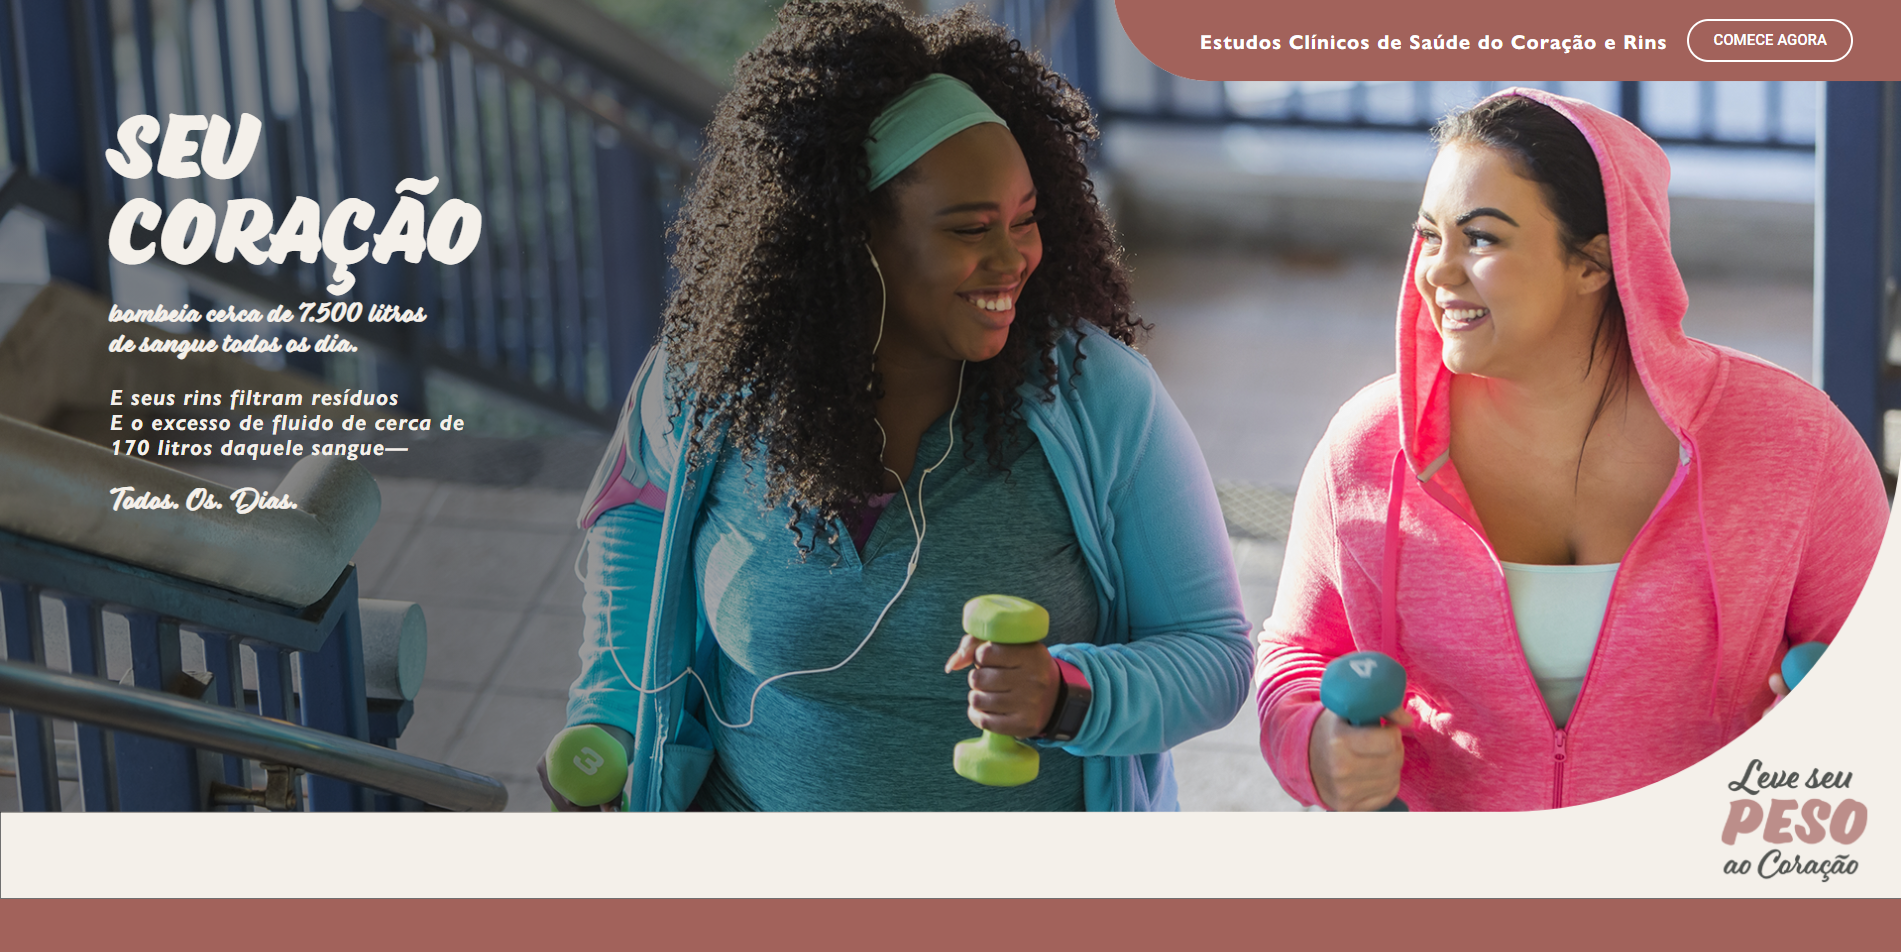 Estudos Clínicos de Saúde do Coração e Rins
COMECE AGORA
SEU
CORAÇÃO
bombeia cerca de 7.500 litros
de sangue todos os dia.
E seus rins filtram resíduos
E o excesso de fluido de cerca de
170 litros daquele sangue—
Todos. Os. Dias.
3
4
Leve seu
PESO
ao Coração